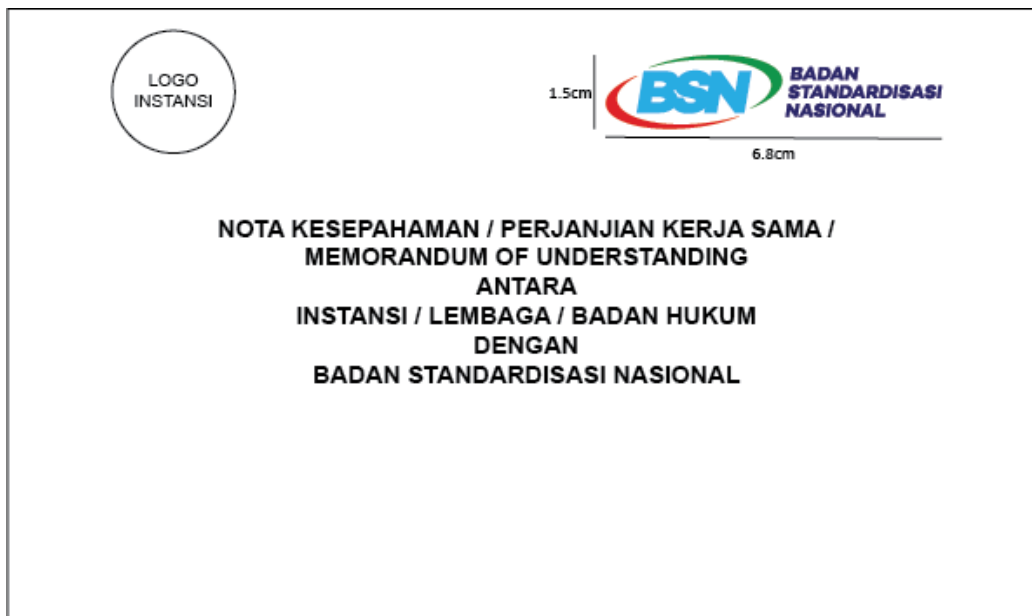 LOGO
INSTANSI
1.5cm
BSN
BADAN
STANDARDISASI
NASIONAL
6.8cm
NOTA KESEPAHAMAN / PERJANJIAN KERJA SAMA /
MEMORANDUM OF UNDERSTANDING
ANTARA
INSTANSI / LEMBAGA / BADAN HUKUM
DENGAN
BADAN STANDARDISASI NASIONAL